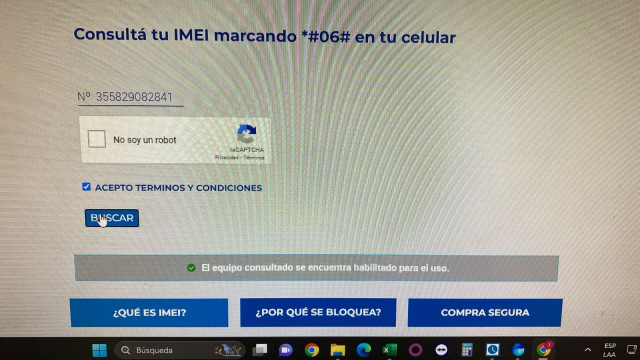 Consultá tu IMEI marcando *#06# en tu celular
Nº 355829082841
No soy un robot
reCAPTCHA
Privacidad - Términos
ACEPTO TERMINOS Y CONDICIONES
BUSCAR
El equipo consultado se encuentra habilitado para el uso.
¿QUÉ ES IMEI?
¿POR QUÉ SE BLOQUEA?
COMPRA SEGURA
Búsqueda
ESP
LAA